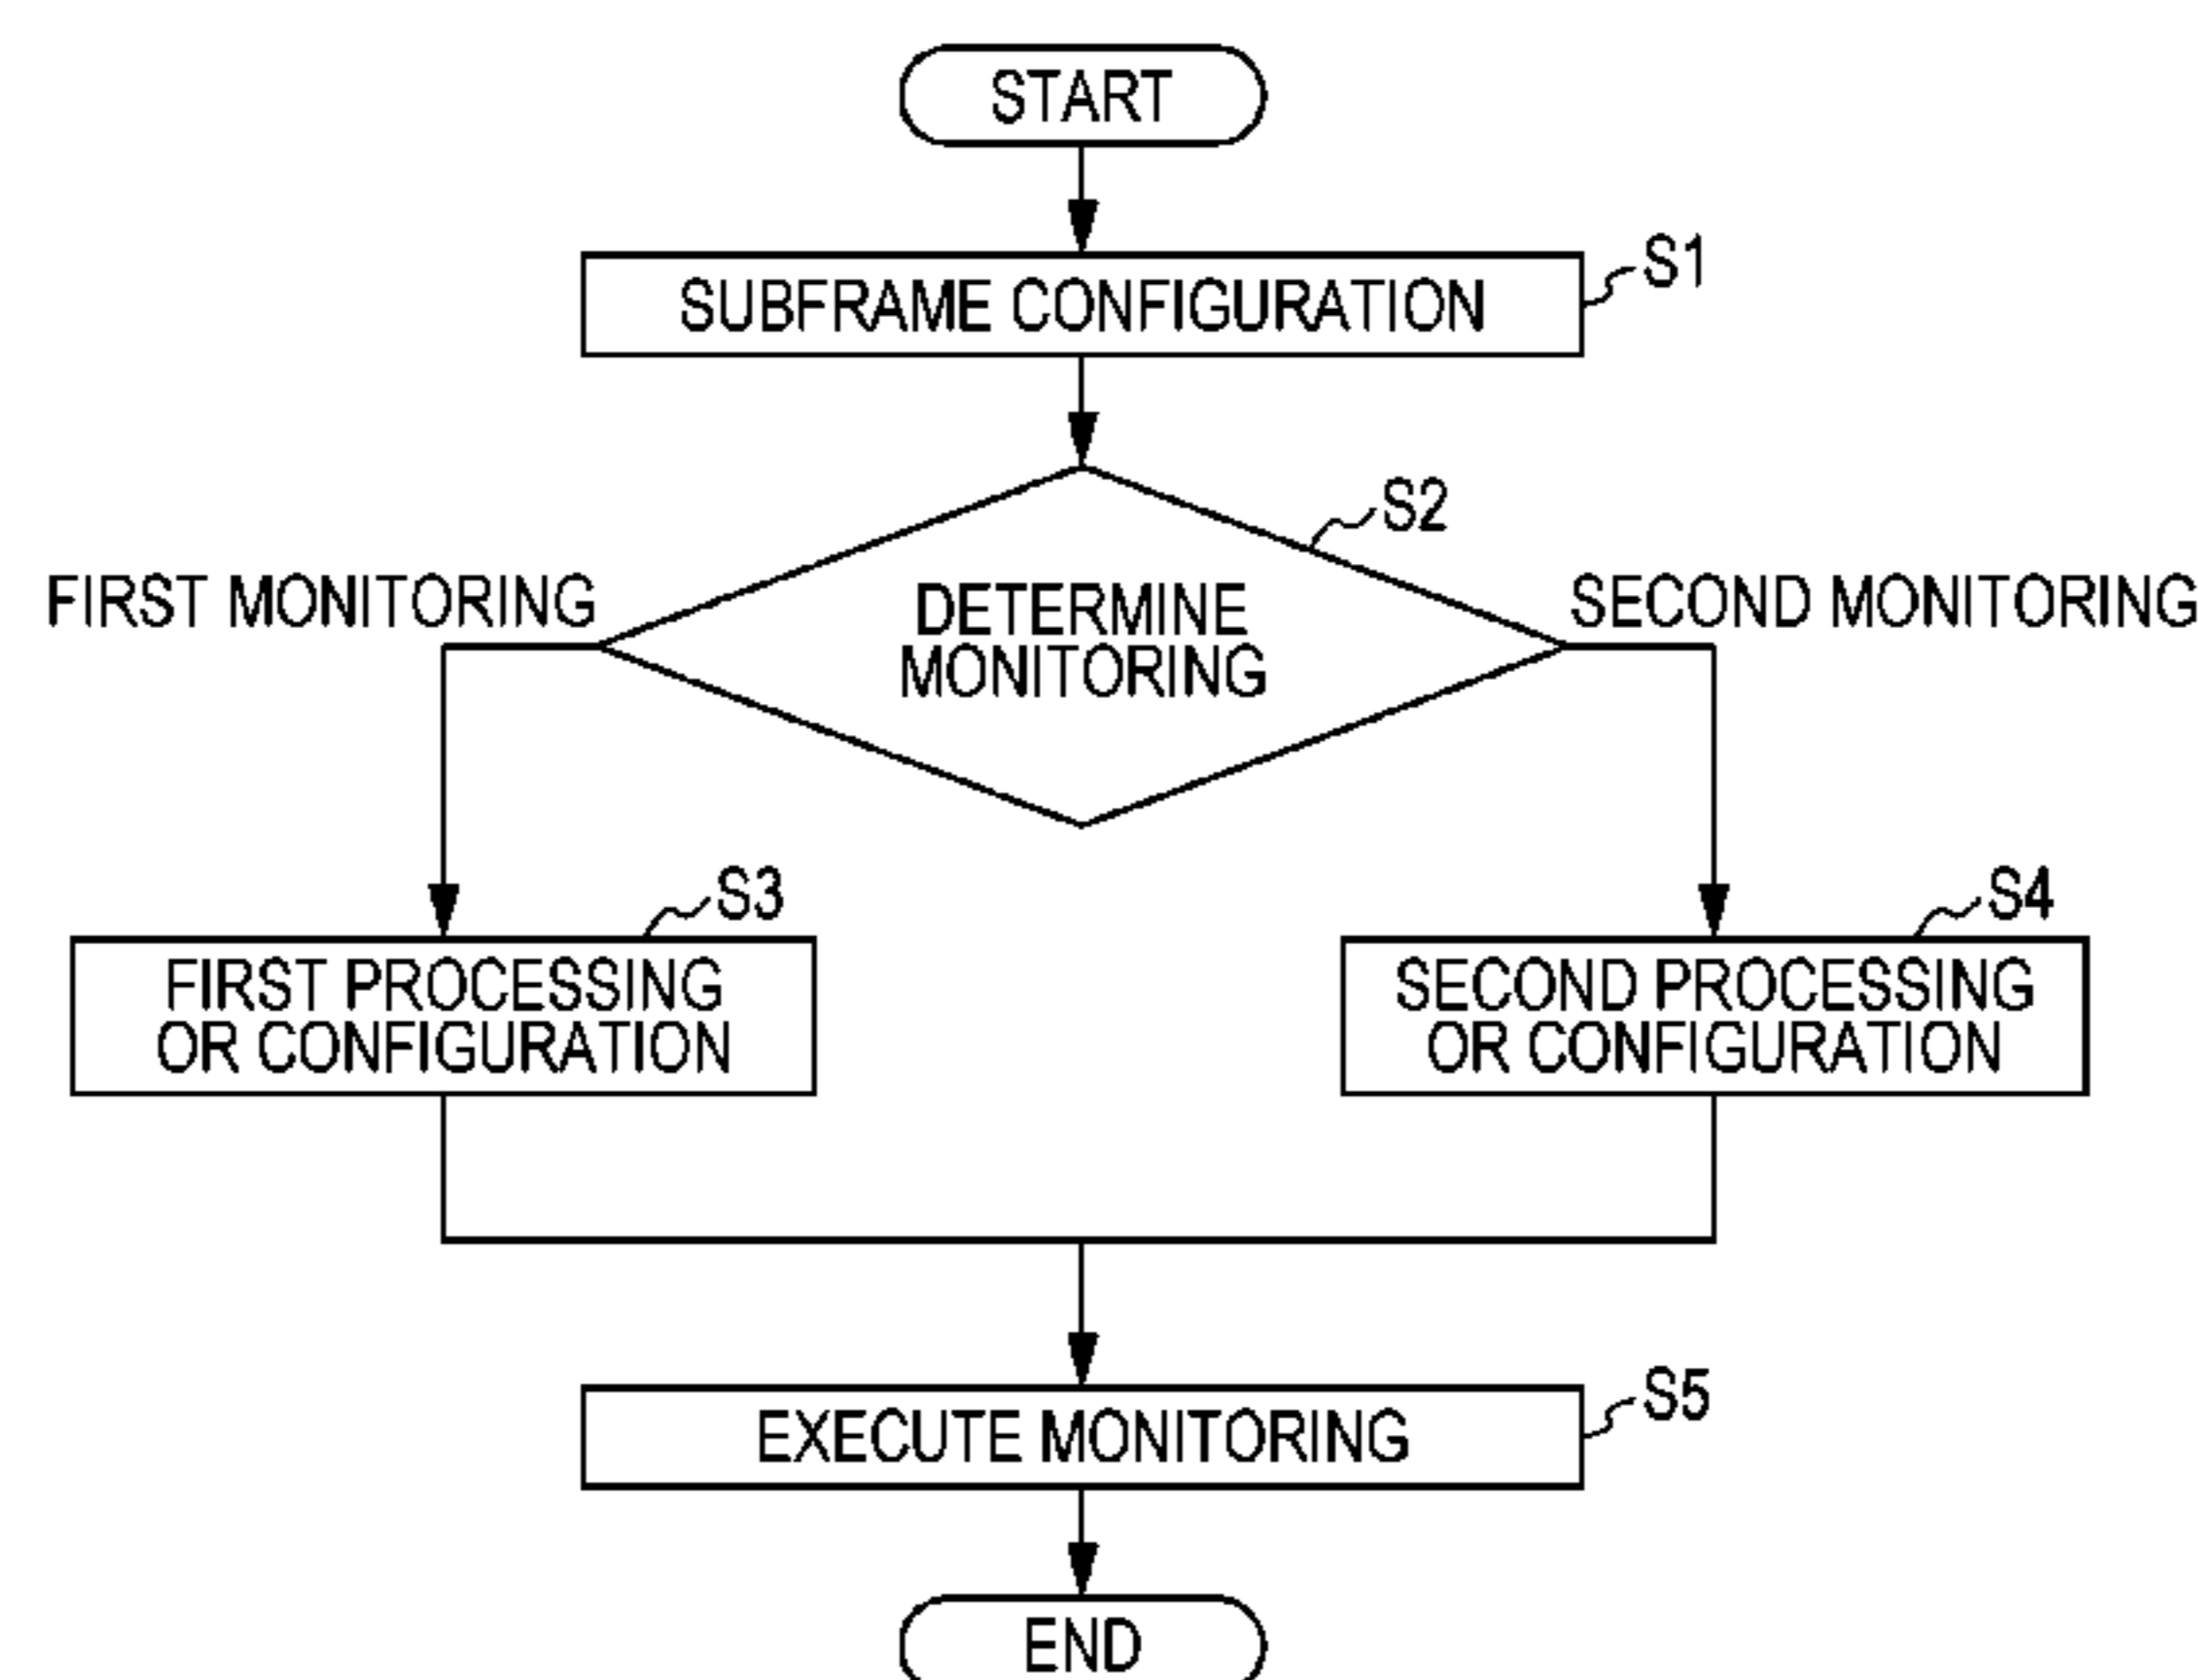 START
SUBFRAME CONFIGURATION
S1
S2
FIRST MONITORING
DETERMINE
MONITORING
SECOND MONITORING
S3
FIRST PROCESSING
OR CONFIGURATION
S4
SECOND PROCESSING
OR CONFIGURATION
EXECUTE MONITORING
S5
END